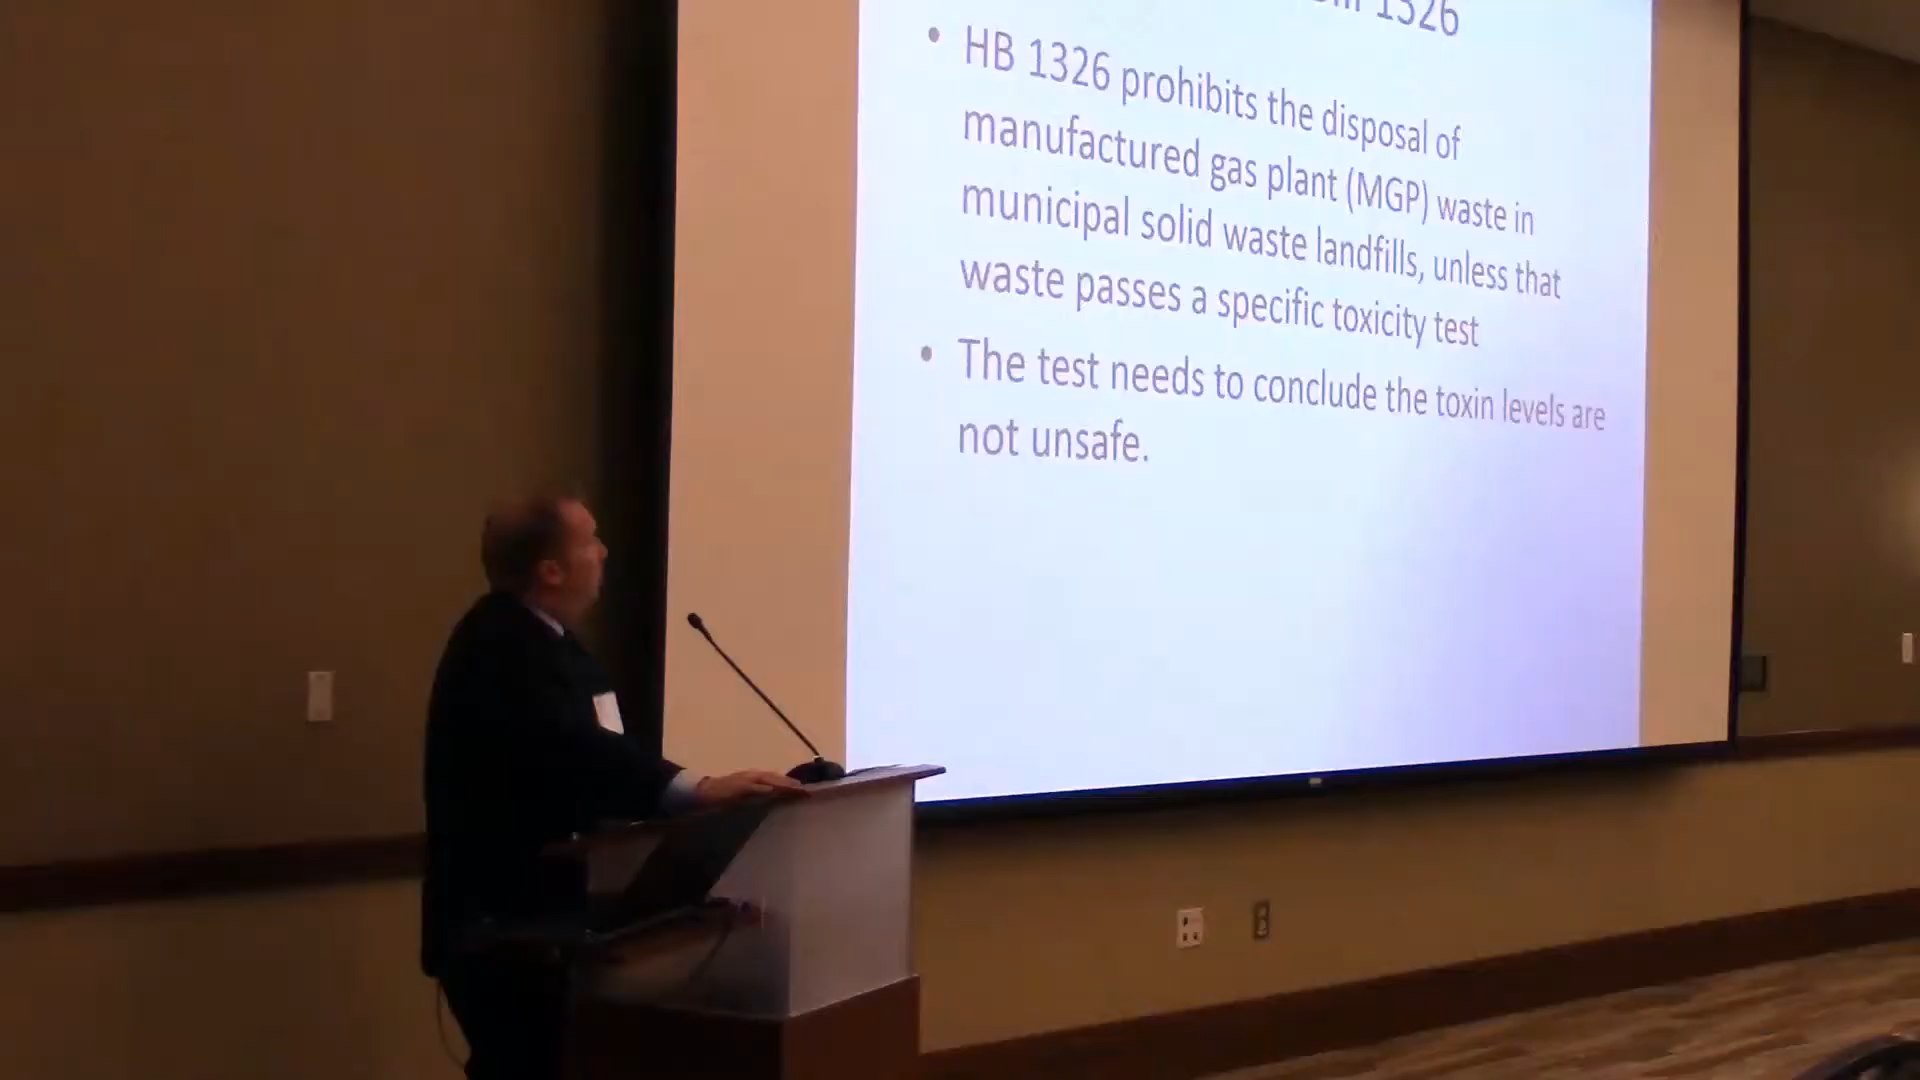 1326
• HB 1326 prohibits the disposal of
manufactured gas plant (MGP) waste in
municipal solid waste landfills, unless that
waste passes a specific toxicity test
• The test needs to conclude the toxin levels are
not unsafe.